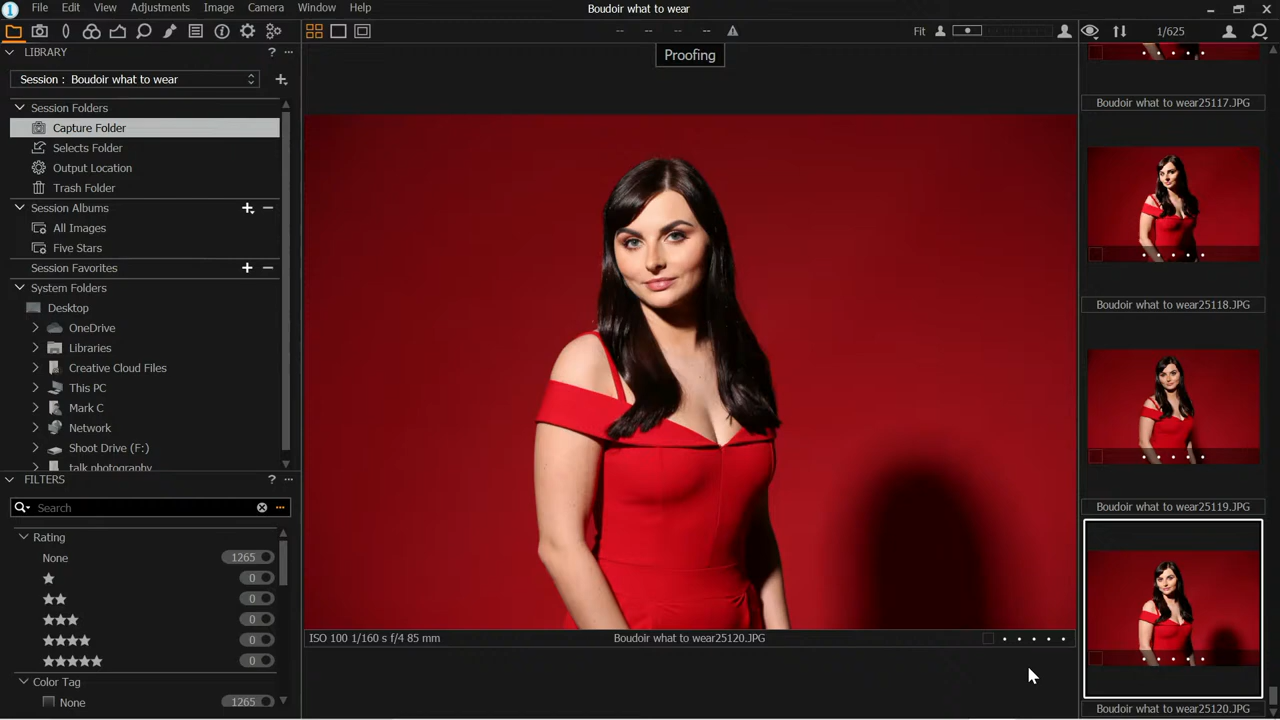 File Edit View Adjustments Image Camera Window Help
Boudoir what to wear
-- -- -- --
Fit
1/625
Proofing
LIBRARY
?
Session : Boudoir what to wear
Session Folders
Capture Folder
Selects Folder
Output Location
Trash Folder
Session Albums
All Images
Five Stars
Session Favorites
System Folders
Desktop
OneDrive
Libraries
Creative Cloud Files
This PC
Mark C
Network
Shoot Drive (F:)
talk photography
FILTERS
?
Search
Rating
None 1265
0
0
0
0
0
Color Tag
None 1265
ISO 100 1/160 s f/4 85 mm
Boudoir what to wear25120.JPG
Boudoir what to wear25117.JPG
Boudoir what to wear25118.JPG
Boudoir what to wear25119.JPG
Boudoir what to wear25120.JPG